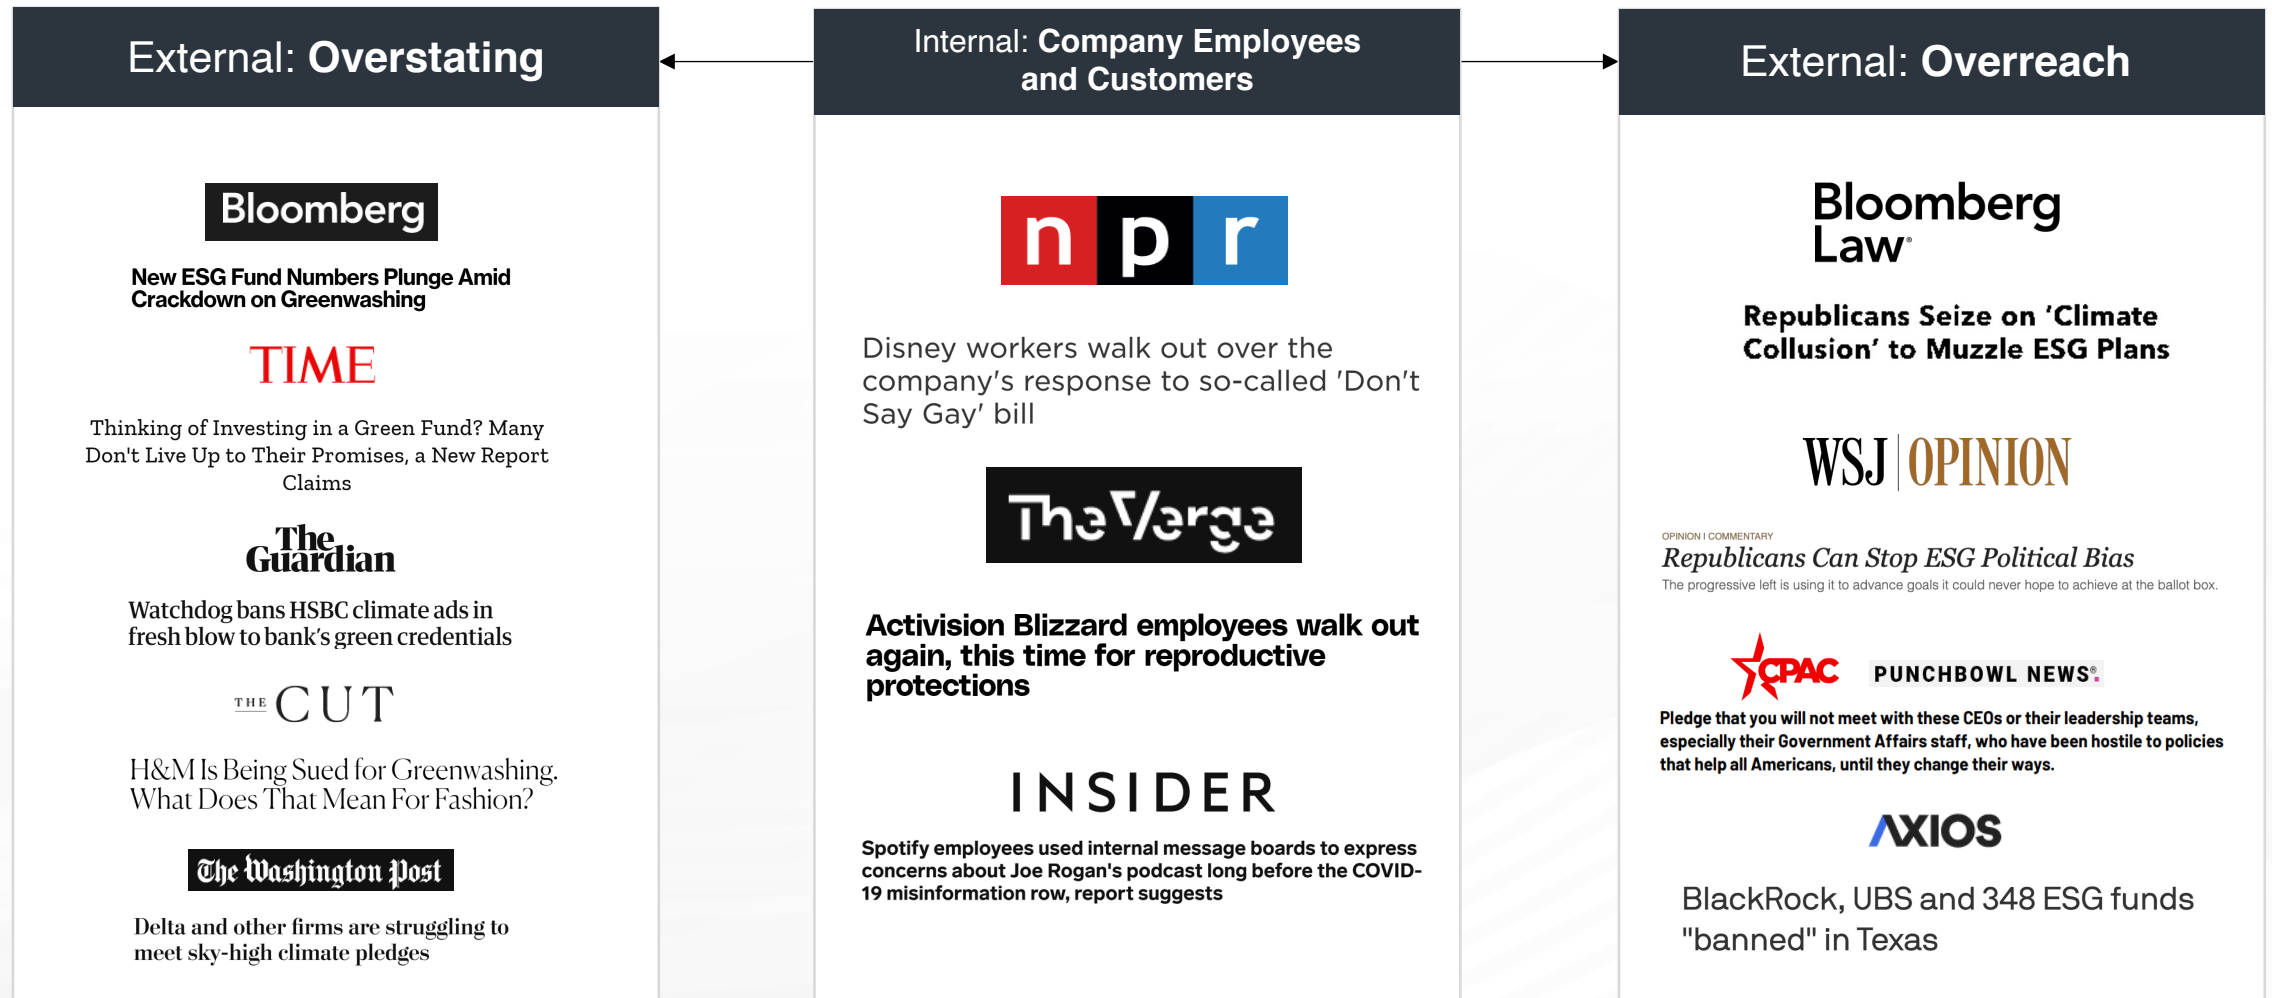 External: Overstating
Bloomberg
New ESG Fund Numbers Plunge Amid
Crackdown on Greenwashing
TIME
Thinking of Investing in a Green Fund? Many
Don't Live Up to Their Promises, a New Report
Claims
The
Guardian
Watchdog bans HSBC climate ads in
fresh blow to bank's green credentials
THE CUT
H&M Is Being Sued for Greenwashing.
What Does That Mean For Fashion?
The Washington Post
Delta and other firms are struggling to
meet sky-high climate pledges
Internal: Company Employees
and Customers
npr
Disney workers walk out over the
company's response to so-called 'Don't
Say Gay' bill
The Verge
Activision Blizzard employees walk out
again, this time for reproductive
protections
INSIDER
Spotify employees used internal message boards to express
concerns about Joe Rogan's podcast long before the COVID-
19 misinformation row, report suggests
External: Overreach
Bloomberg
Law®
Republicans Seize on 'Climate
Collusion' to Muzzle ESG Plans
WSJ | OPINION
OPINION | COMMENTARY
Republicans Can Stop ESG Political Bias
The progressive left is using it to advance goals it could never hope to achieve at the ballot box.
CPAC PUNCHBOWL NEWS®
Pledge that you will not meet with these CEOs or their leadership teams,
especially their Government Affairs staff, who have been hostile to policies
that help all Americans, until they change their ways.
AXIOS
BlackRock, UBS and 348 ESG funds
"banned" in Texas